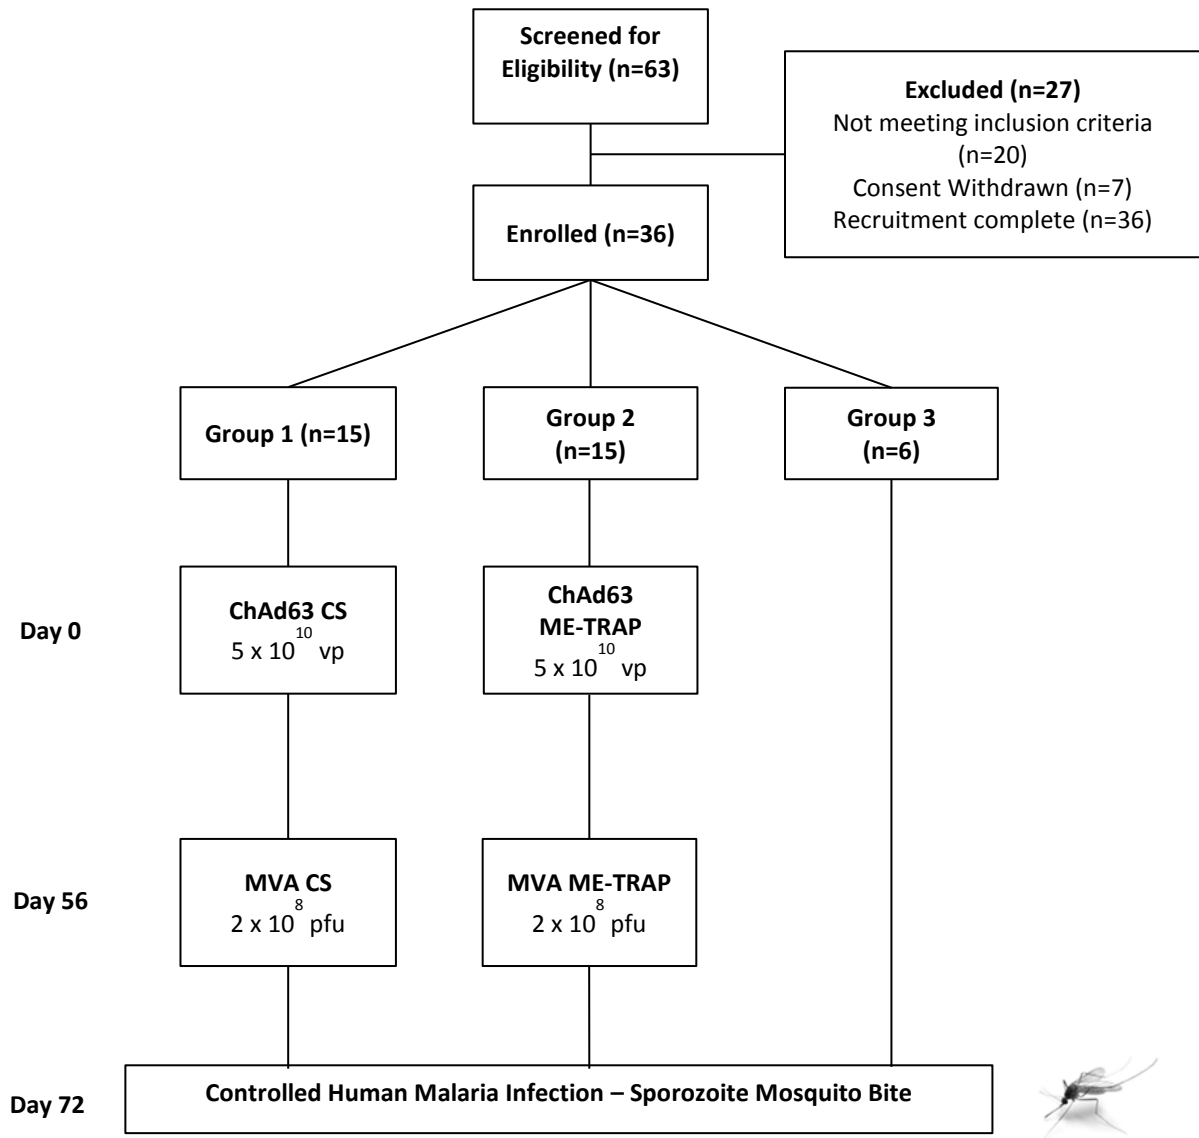 Screened for
Eligibility (n=63)
Excluded (n=27)
Not meeting inclusion criteria
(n=20)
Consent Withdrawn (n=7)
Recruitment complete (n=36)
Enrolled (n=36)
Group 1 (n=15)
Group 2
(n=15)
Group 3
(n=6)
Day 0
ChAd63 CS
5 x 10^10 vp
ChAd63
ME-TRAP
5 x 10^10 vp
Day 56
MVA CS
2 x 10^8 pfu
MVA ME-TRAP
2 x 10^8 pfu
Day 72
Controlled Human Malaria Infection – Sporozoite Mosquito Bite